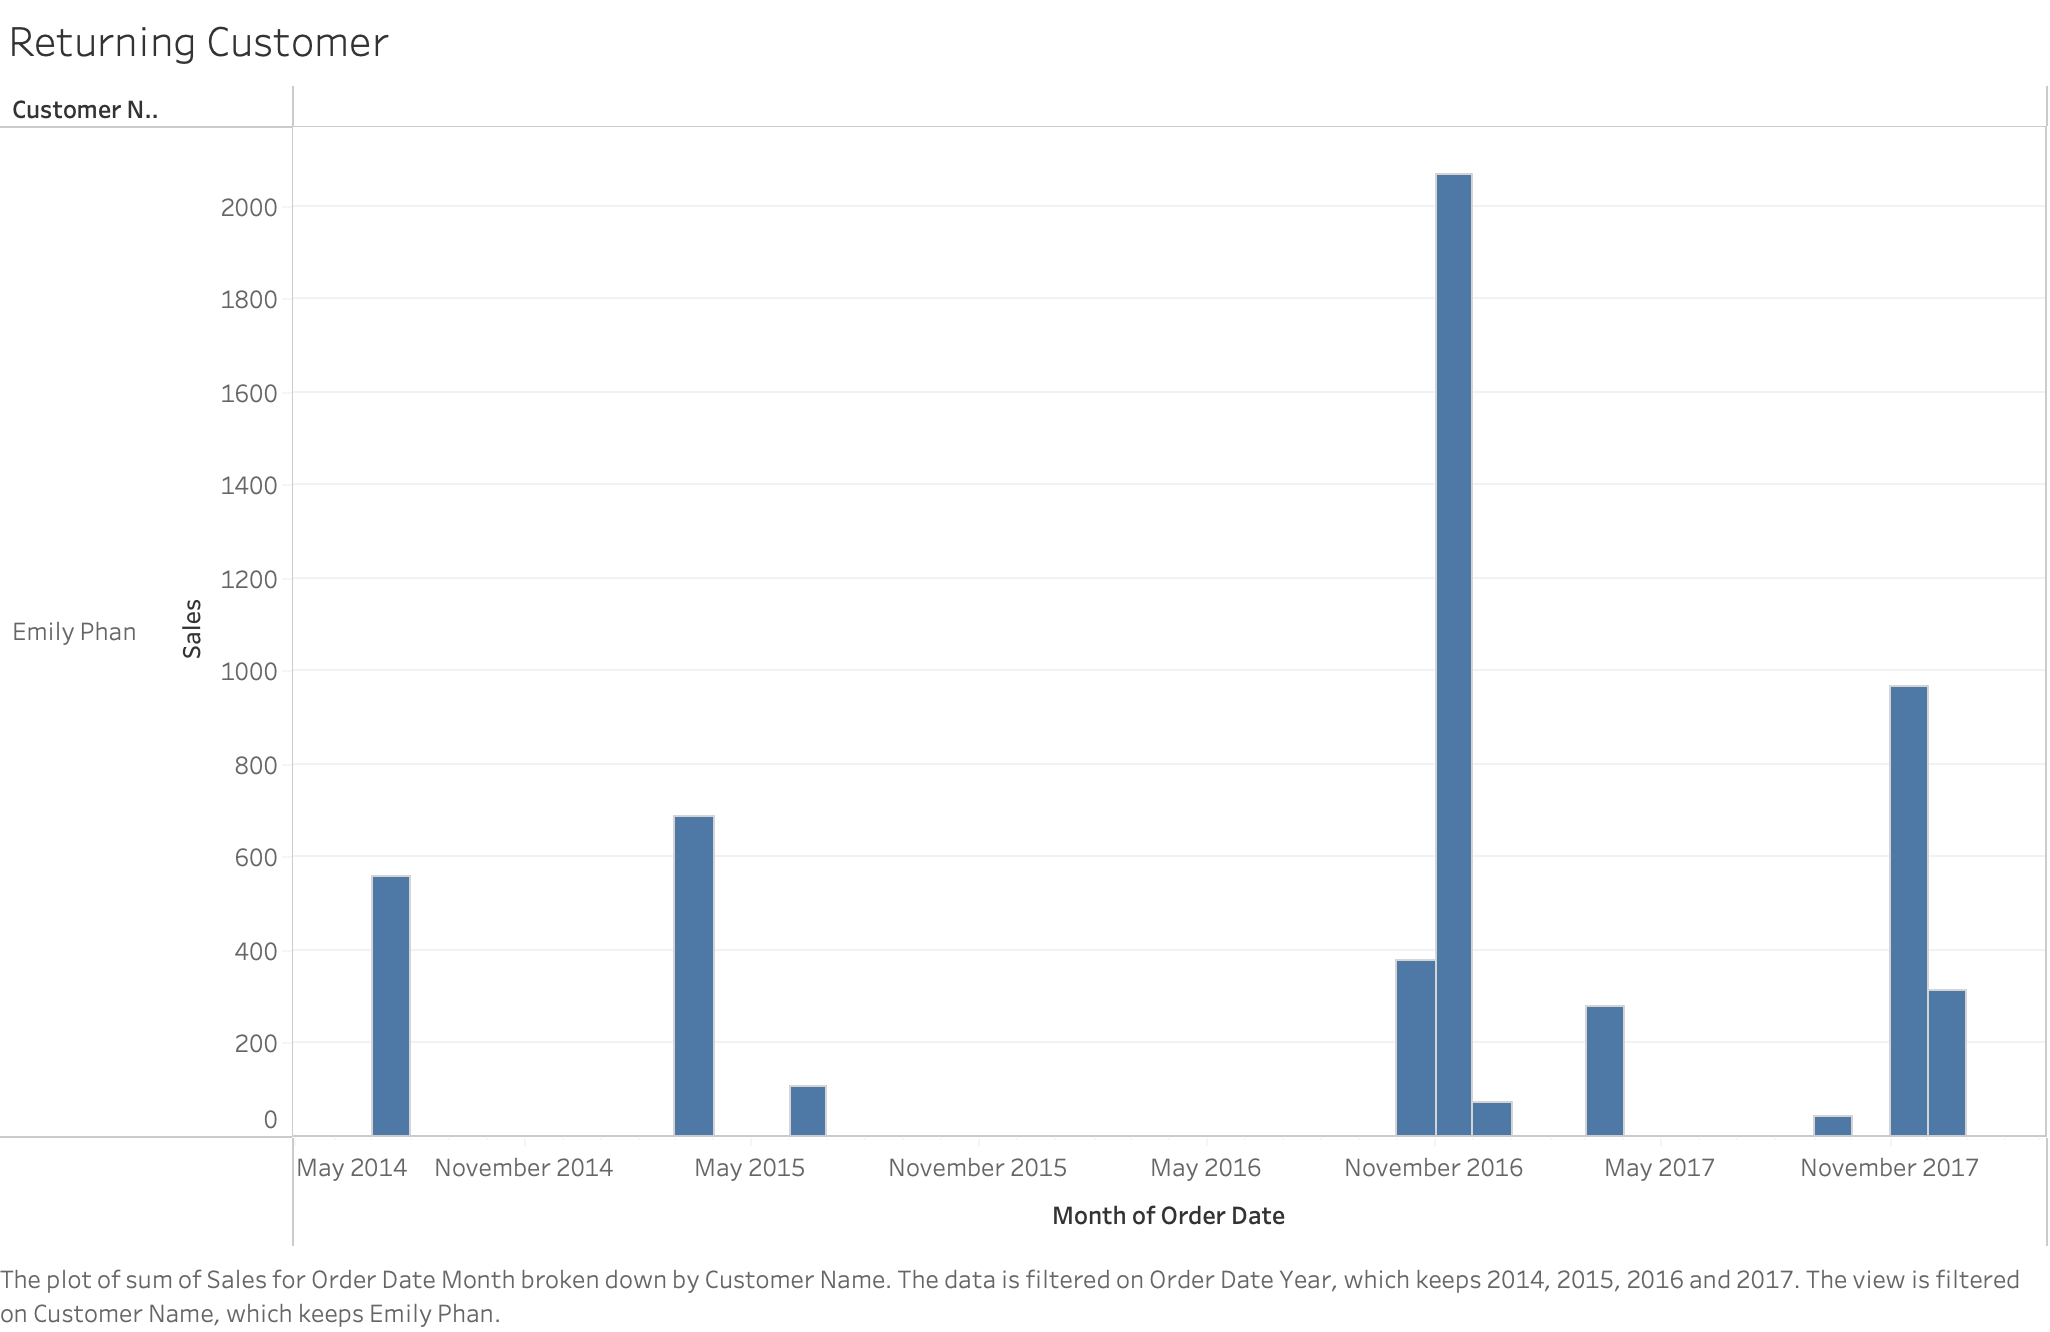 Returning Customer
Customer N..
2000
1800
1600
1400
1200
1000
800
600
400
200
0
Emily Phan
Sales
May 2014 November 2014 May 2015 November 2015 May 2016 November 2016 May 2017 November 2017
Month of Order Date
The plot of sum of Sales for Order Date Month broken down by Customer Name. The data is filtered on Order Date Year, which keeps 2014, 2015, 2016 and 2017. The view is filtered
on Customer Name, which keeps Emily Phan.